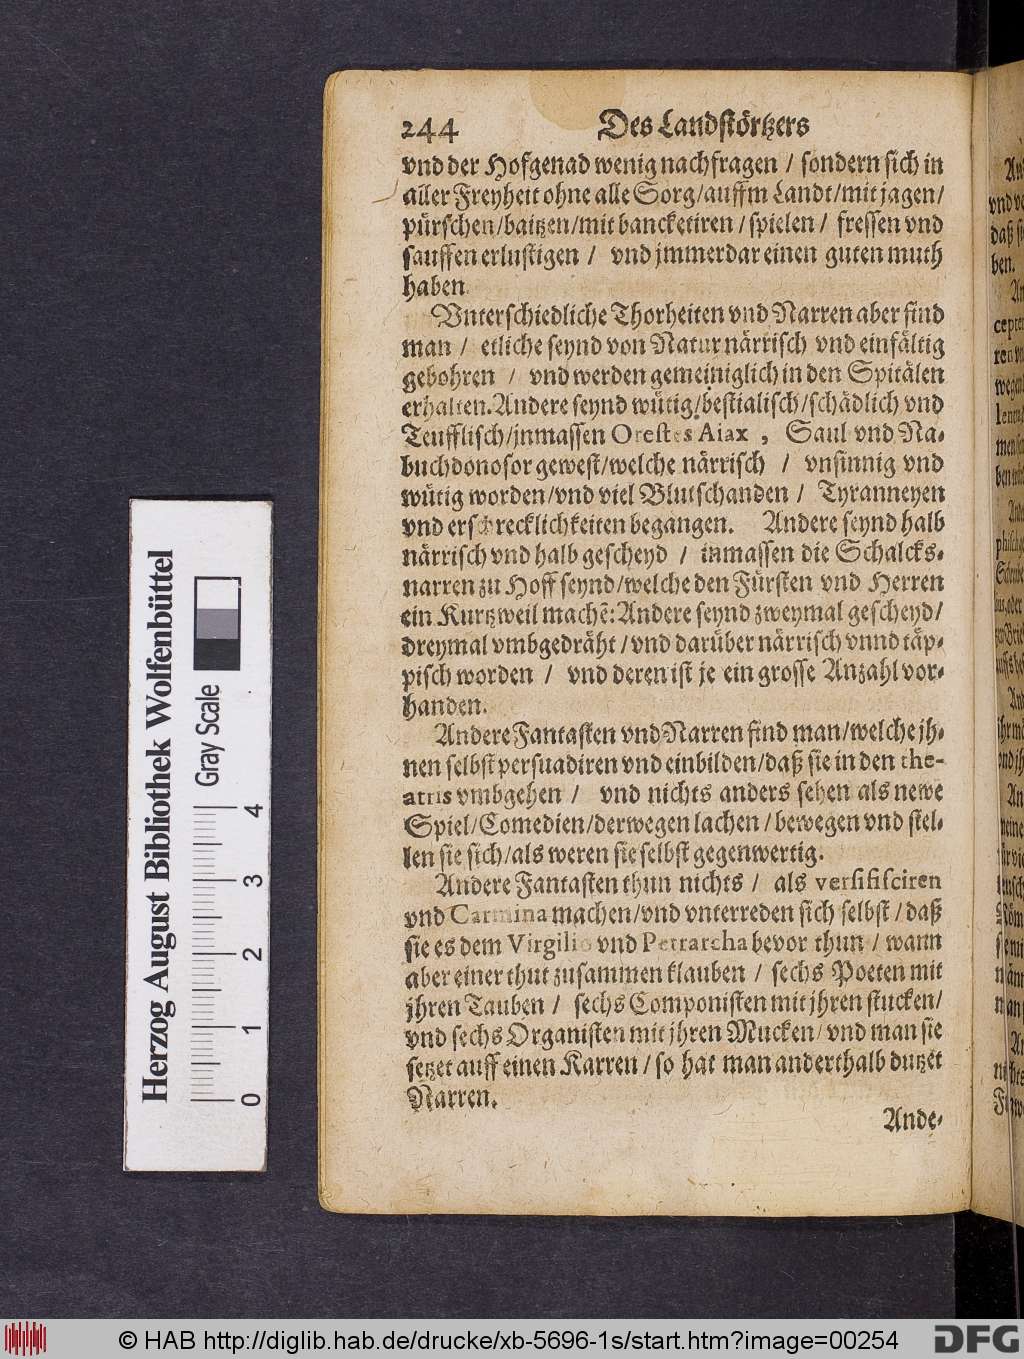 244 Des Landstörtzers
vnd der Hofgenad wenig nachfragen / sondern sich in
aller Freyheit ohne alle Sorg/auffm Landt/mit jagen/
pürschen/baitzen/mit bancketiren/spielen/ fressen vnd
sauffen erlustigen / vnd jmmerdar einen guten muth
haben.
Vnterschiedliche Thorheiten vnd Narren aber find
man / etliche seynd von Natur närrisch vnd einfältig
gebohren / vnd werden gemeiniglich in den Spitälen
erhalten. Andere seynd wütig/bestialisch/schädlich vnd
Teufflisch/inmassen Orestes Aiax, Saul vnd Na-
buchdonosor gewest/welche närrisch / vnsinnig vnd
wütig worden/vnd viel Blutschanden / Tyranneyen
vnd erschrecklichkeiten begangen. Andere seynd halb
närrisch vnd halb gescheyd / inmassen die Schalcks-
narren zu Hoff seynd/welche den Fürsten vnd Herren
ein Kurtzweil machẽ: Andere seynd zweymal gescheyd/
dreymal vmbgedräht/vnd darüber närrisch vnnd täp-
pisch worden / vnd deren ist je ein grosse Anzahl vor-
handen.
Andere Fantasten vnd Narren find man/welche jh-
nen selbst persuadiren vnd einbilden/daß sie in den the-
atris vmbgehen / vnd nichts anders sehen als newe
Spiel/Comedien/derwegen lachen/bewegen vnd stel-
len sie sich/als weren sie selbst gegenwertig.
Andere Fantasten thun nichts / als versifisciren
vnd Carmina machen/vnd vnterreden sich selbst/daß
sie es dem Virgilio vnd Petrarcha bevor thun / wann
aber einer thut zusammen klauben / sechs Poeten mit
jhren Tauben / sechs Componisten mit jhren stucken/
vnd sechs Organisten mit jhren Mucken/vnd man sie
setzet auff einen Karren/so hat man anderthalb dutzet
Narren.
Ande-
Herzog August Bibliothek Wolfenbüttel
Gray Scale
0 1 2 3 4
© HAB http://diglib.hab.de/drucke/xb-5696-1s/start.htm?image=00254
DFG